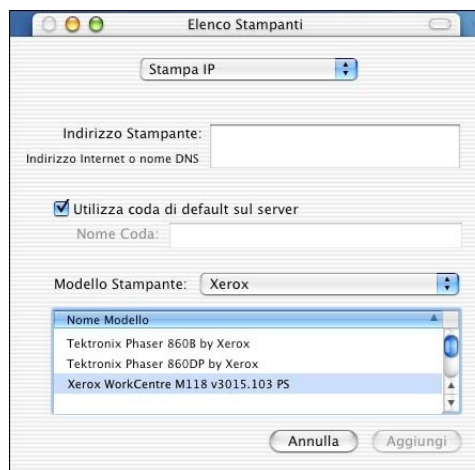 Elenco Stampanti
Stampa IP
Indirizzo Stampante:
Indirizzo Internet o nome DNS
Utilizza coda di default sul server
Nome Coda:
Modello Stampante: Xerox
Nome Modello
Tektronix Phaser 860B by Xerox
Tektronix Phaser 860DP by Xerox
Xerox WorkCentre M118 v3015.103 PS
Annulla Aggiungi